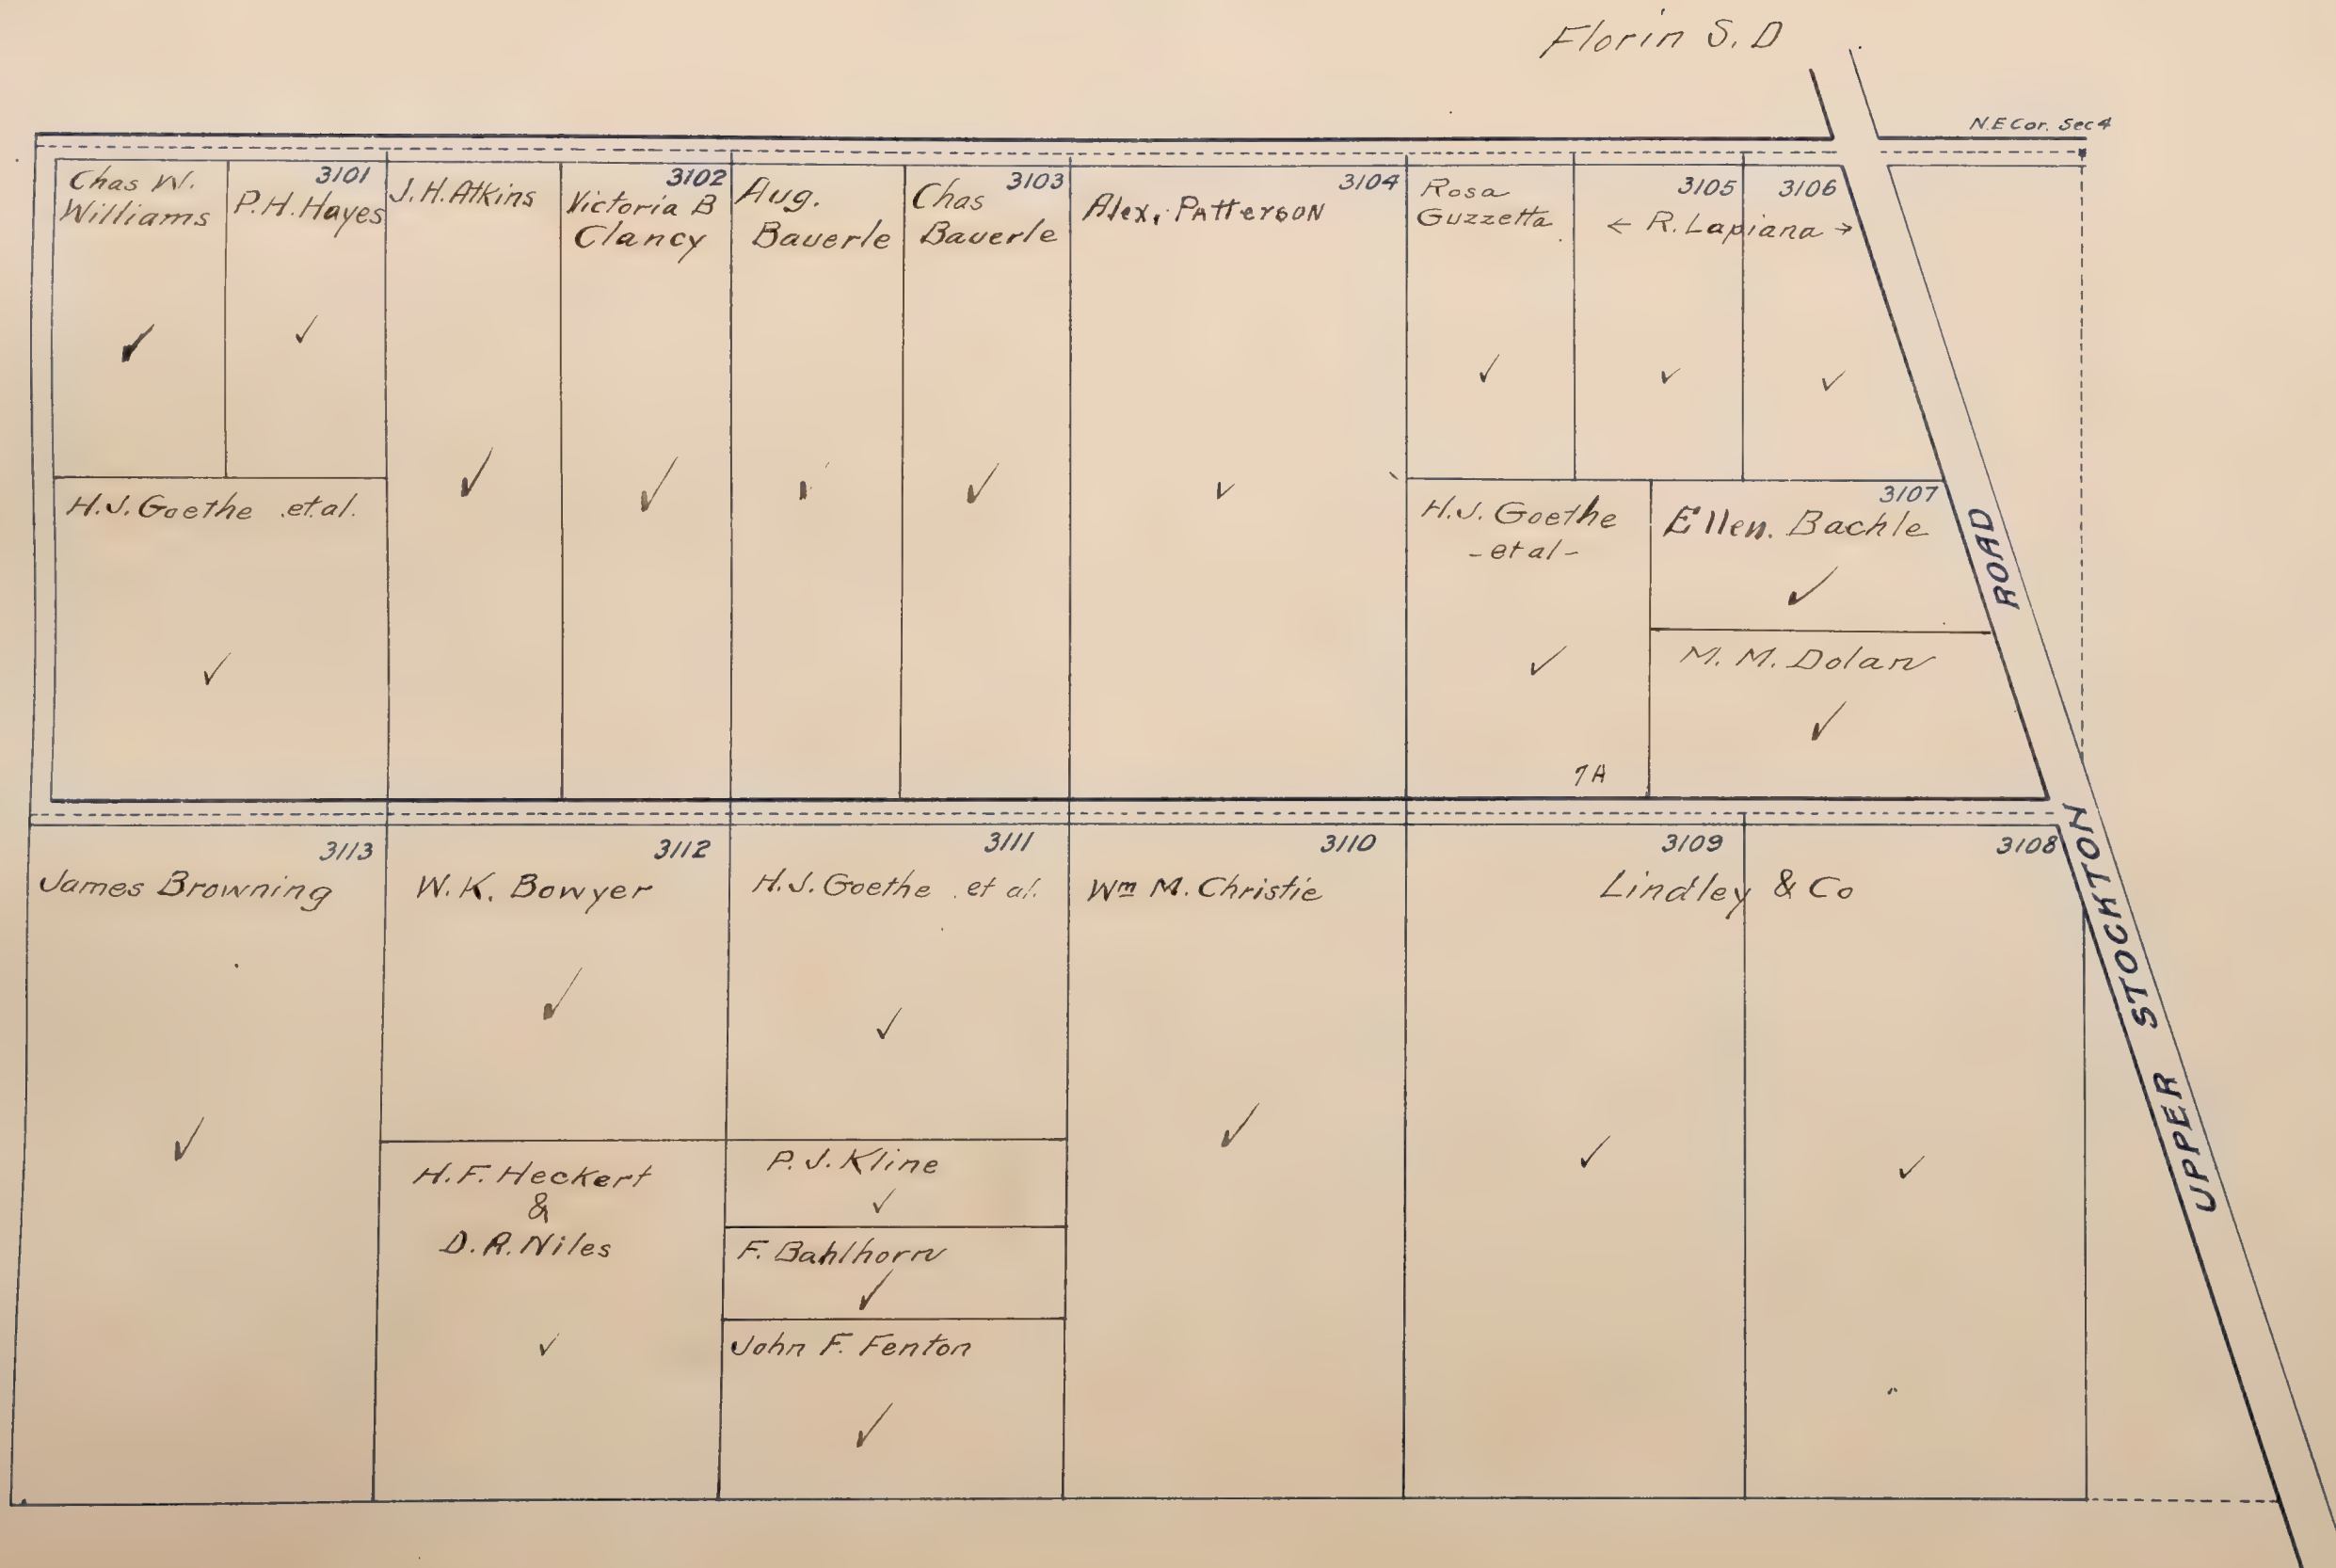 Florin S. D
N.E Cor. Sec 4
Chas W.
Williams
3101
P.H. Hayes
J.H. Atkins
3102
Victoria B
Clancy
Aug.
Bauerle
3103
Chas
Bauerle
3104
Alex. Patterson
Rosa
Guzzetta
3105
3106
← R. Lapiana →
H.J. Goethe et.al.
H.J. Goethe
- et al -
7A
3107
Ellen. Bachle
M. M. Dolan
ROAD
3113
James Browning
3112
W. K. Bowyer
3111
H.J. Goethe et al.
3110
Wm M. Christie
3109
3108
Lindley & Co
H. F. Heckert
&
D. R. Niles
P. J. Kline
F. Bahlhorn
John F. Fenton
UPPER STOCKTON